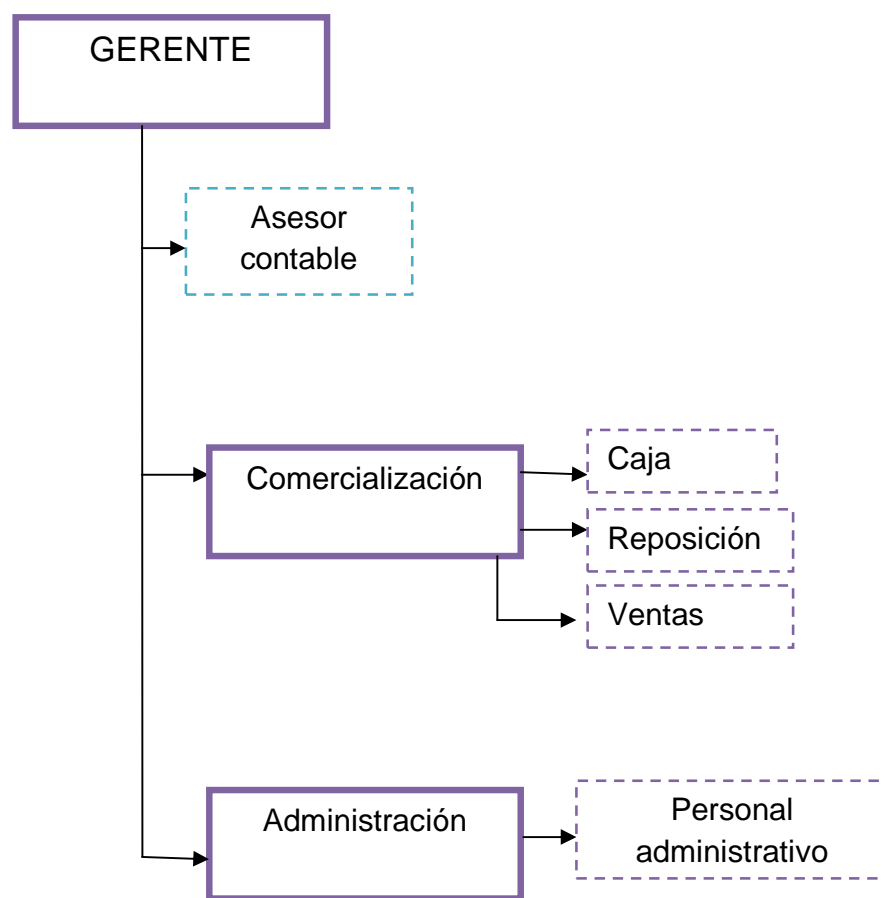 GERENTE
Asesor
contable
Comercialización
Caja
Reposición
Ventas
Administración
Personal
administrativo